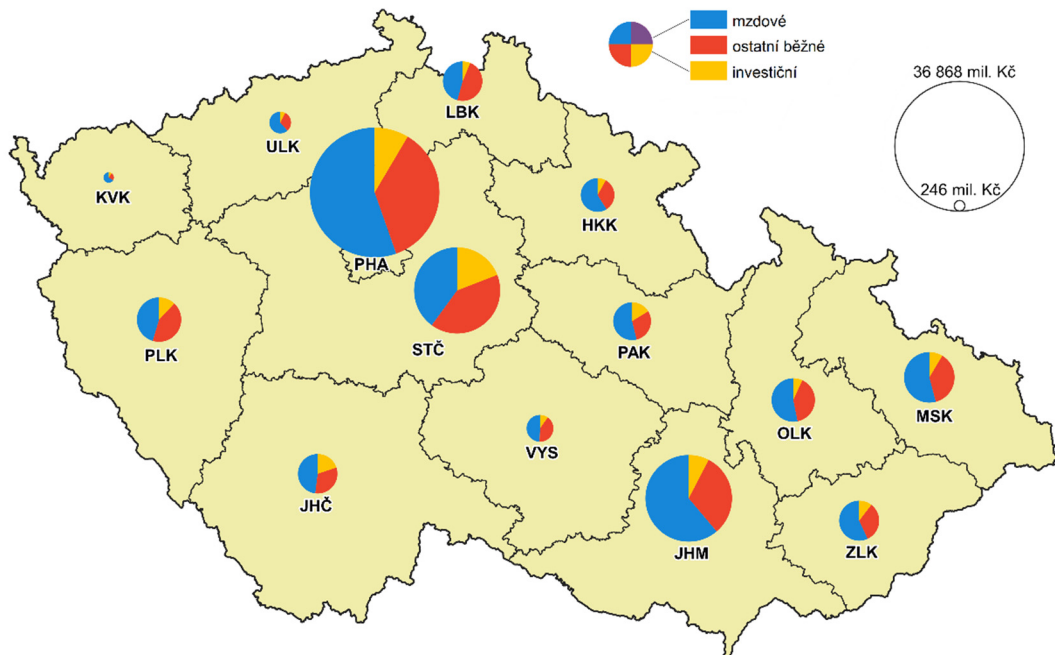 mzdové
ostatní běžné
investiční
36 868 mil. Kč
246 mil. Kč
LBK
ULK
KVK
HKK
PHA
STČ
PLK
PAK
MSK
OLK
VYS
JHČ
JHM
ZLK